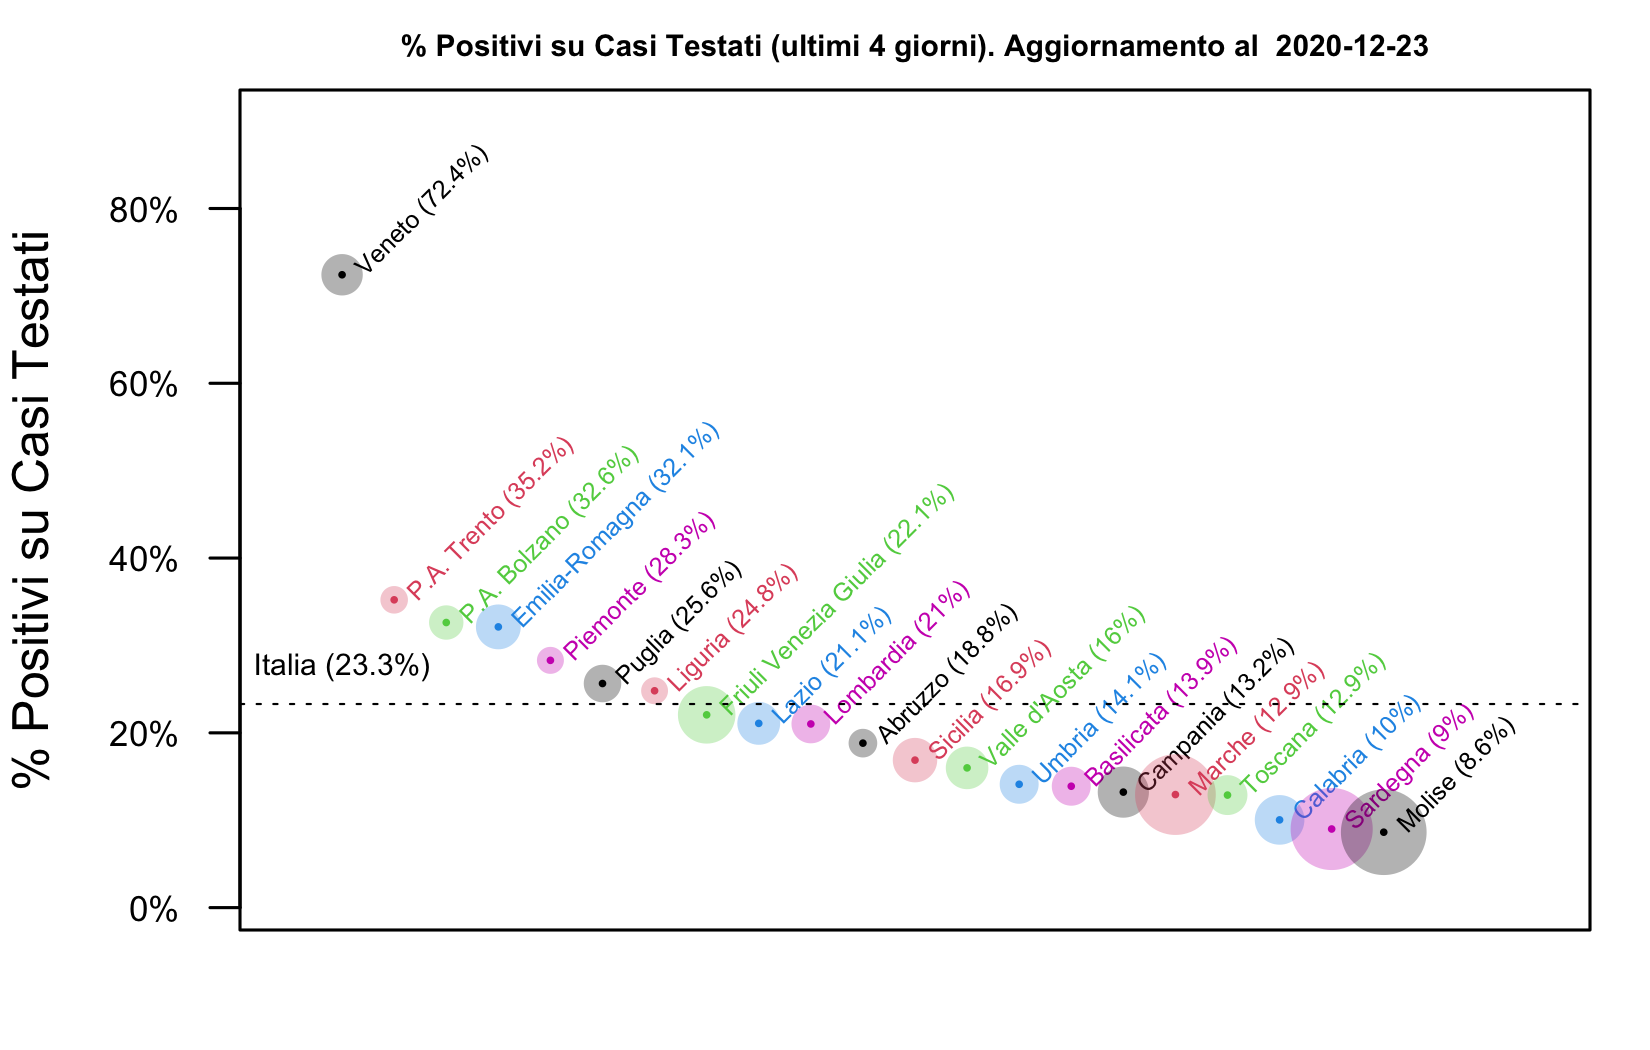 % Positivi su Casi Testati (ultimi 4 giorni). Aggiornamento al  2020-12-23
% Positivi su Casi Testati
80%
60%
40%
20%
0%
Italia (23.3%)
Veneto (72.4%)
P.A. Trento (35.2%)
P.A. Bolzano (32.6%)
Emilia-Romagna (32.1%)
Piemonte (28.3%)
Puglia (25.6%)
Liguria (24.8%)
Friuli Venezia Giulia (22.1%)
Lazio (21.1%)
Lombardia (21%)
Abruzzo (18.8%)
Sicilia (16.9%)
Valle d'Aosta (16%)
Umbria (14.1%)
Basilicata (13.9%)
Campania (13.2%)
Marche (12.9%)
Toscana (12.9%)
Calabria (10%)
Sardegna (9%)
Molise (8.6%)